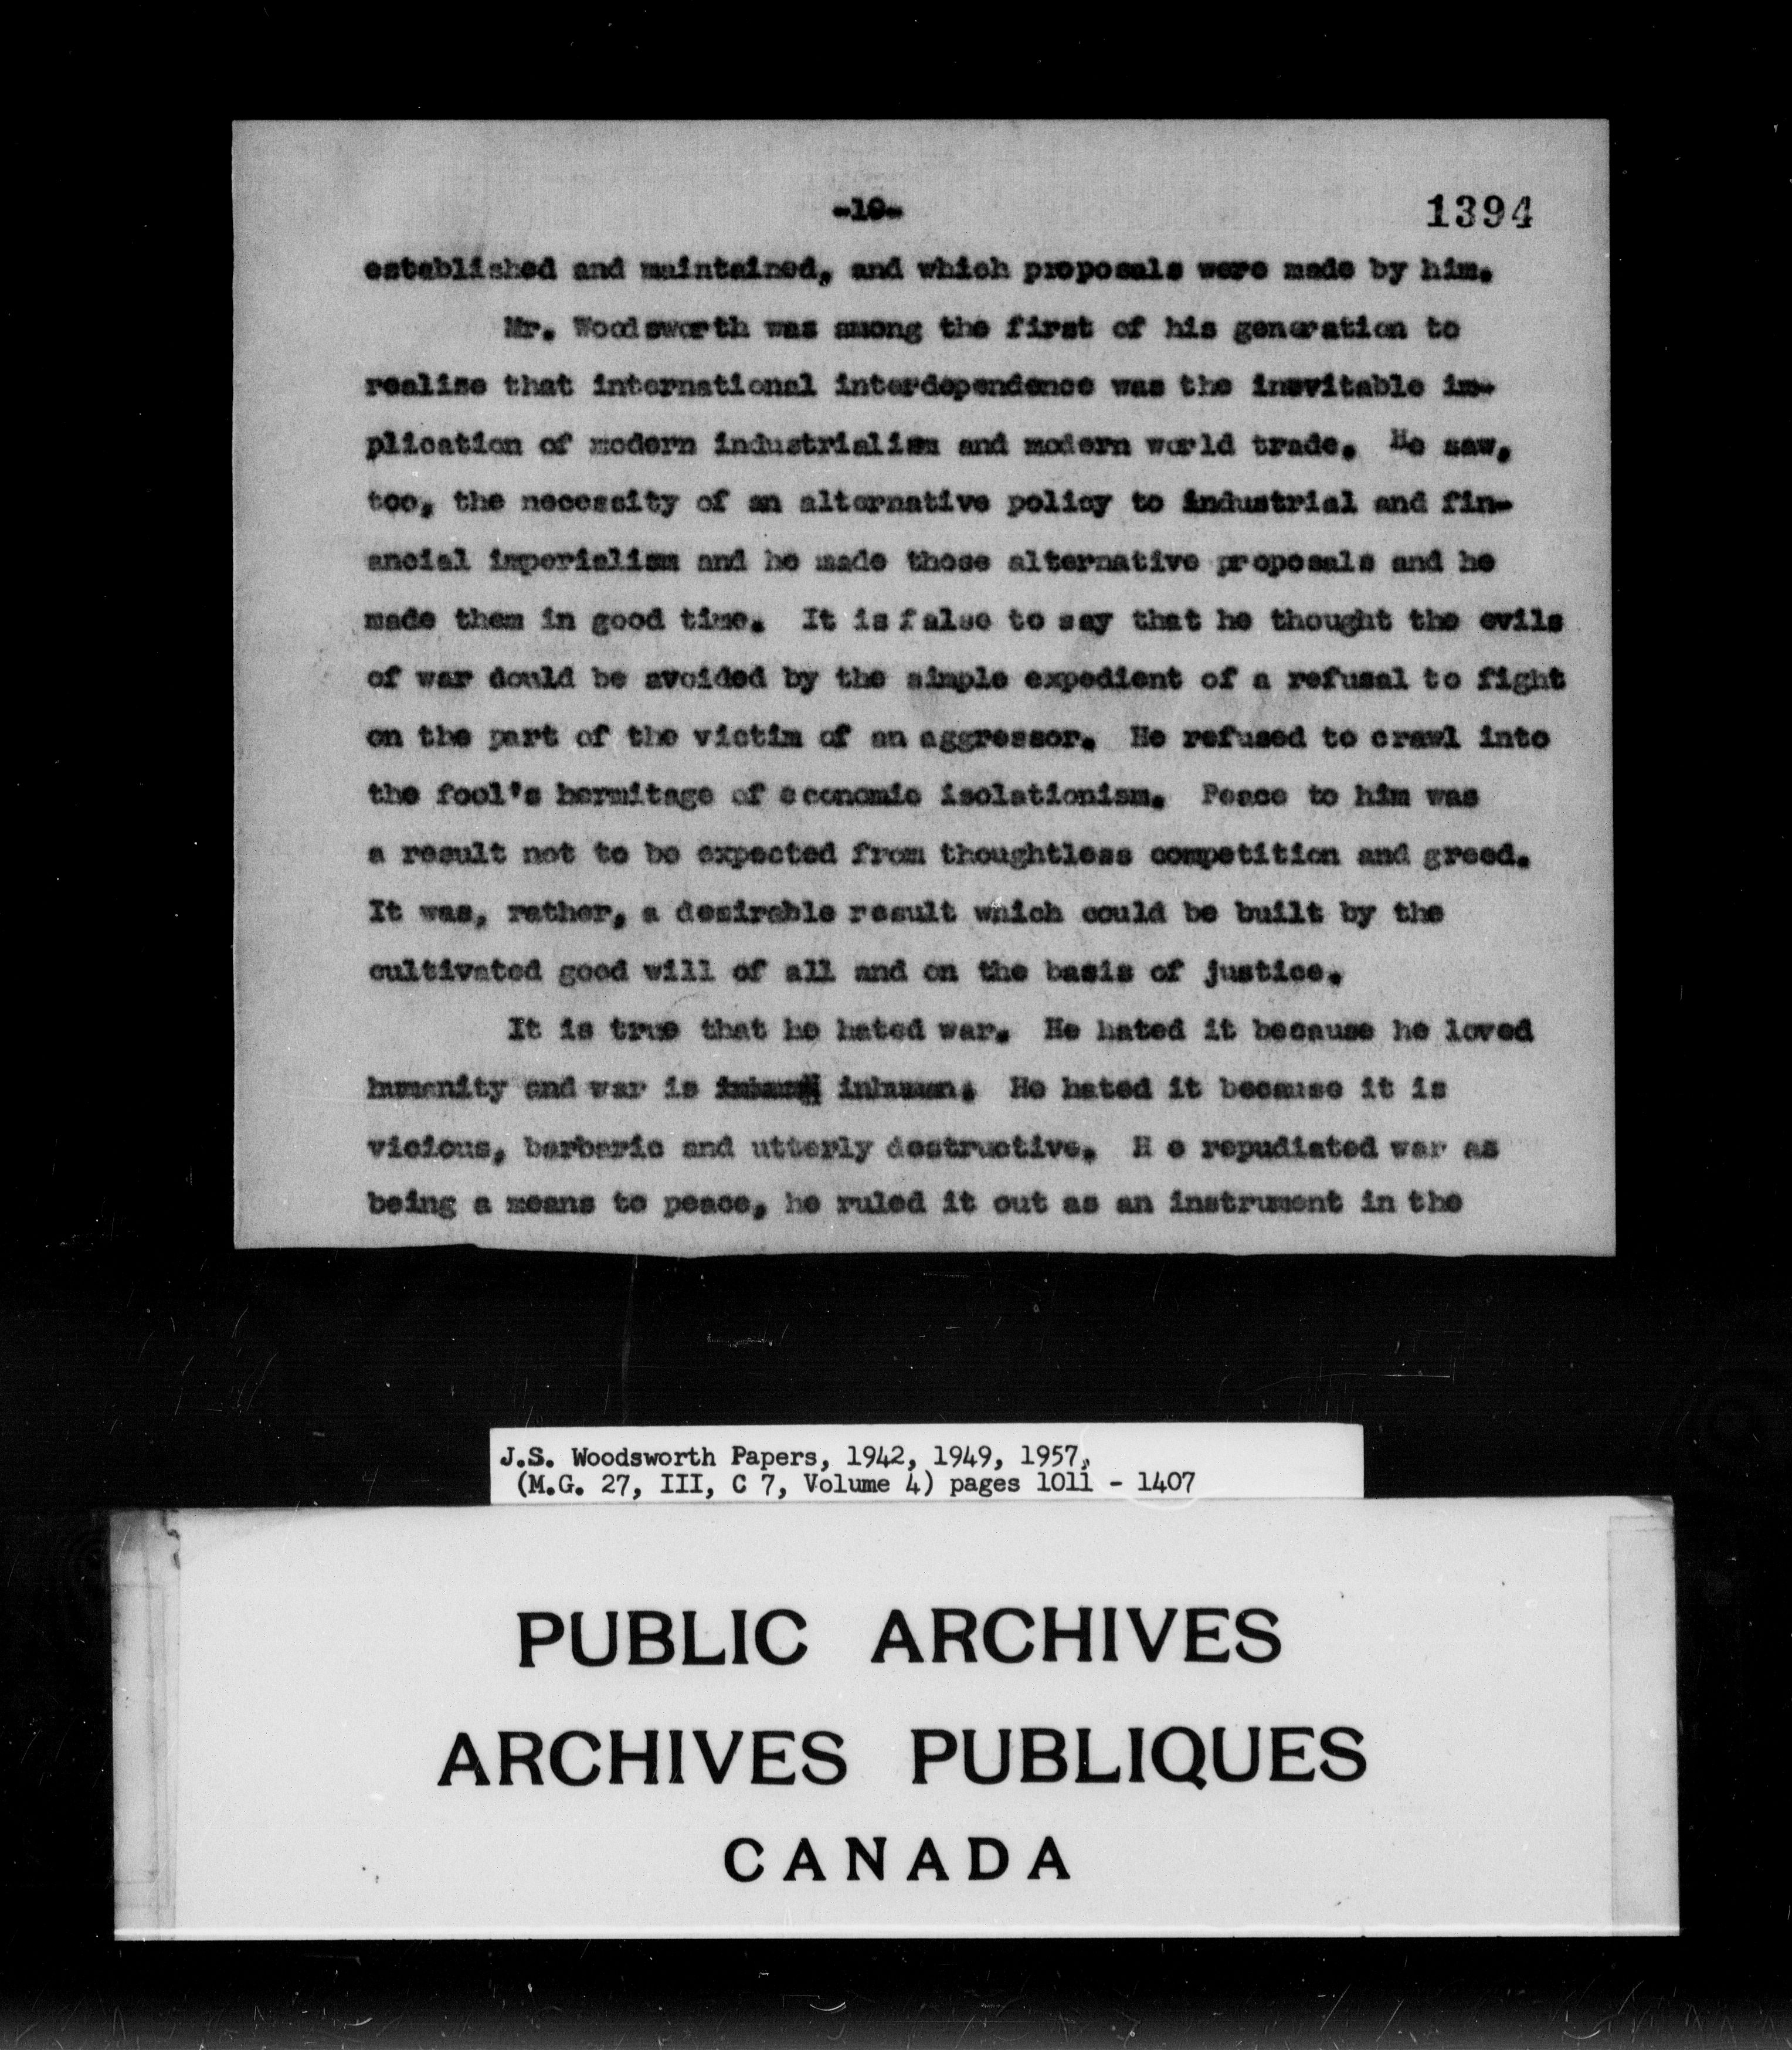 -10-
1394
established and maintained, and which proposals were made by him.
Mr. Woodsworth was among the first of his generation to
realise that international interdependence was the inevitable im-
plication of modern industrialism and modern world trade. He saw,
too, the necessity of an alternative policy to industrial and fin-
ancial imperialism and he made those alternative proposals and he
made them in good time. It is false to say that he thought the evils
of war dould be avoided by the simple expedient of a refusal to fight
on the part of the victim of an aggressor. He refused to crawl into
the fool's hermitage of economic isolationism. Peace to him was
a result not to be expected from thoughtless competition and greed.
It was, rather, a desirable result which could be built by the
cultivated good will of all and on the basis of justice.
It is true that he hated war. He hated it because he loved
humanity and war is inhuman. He hated it because it is
vicious, barbaric and utterly destructive. H e repudiated war as
being a means to peace, he ruled it out as an instrument in the
J.S. Woodsworth Papers, 1942, 1949, 1957,
(M.G. 27, III, C 7, Volume 4) pages 1011 - 1407
PUBLIC ARCHIVES
ARCHIVES PUBLIQUES
CANADA